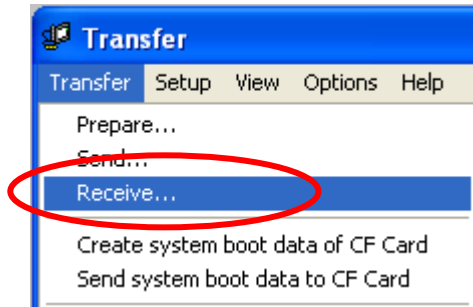 Transfer
Transfer Setup View Options Help
Prepare...
Send...
Receive...
Create system boot data of CF Card
Send system boot data to CF Card